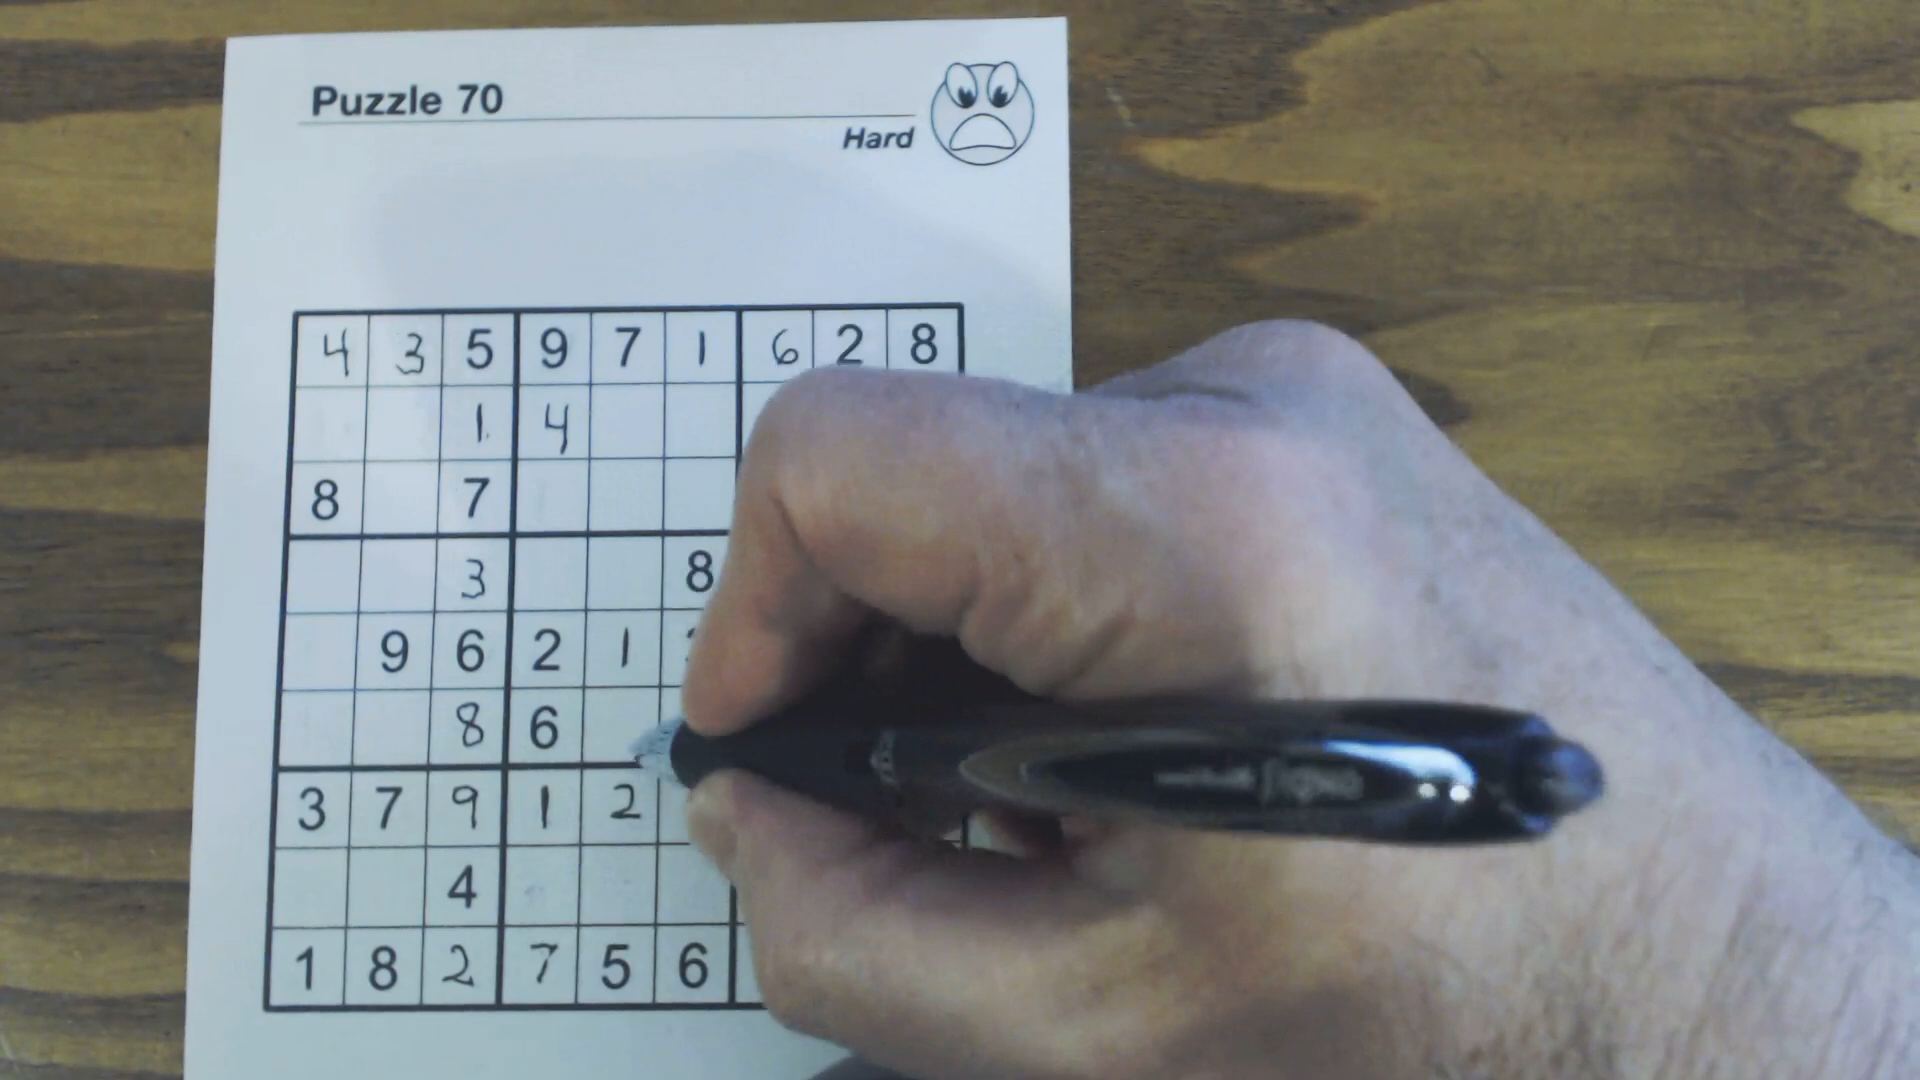 Puzzle 70
Hard
4 3 5 9 7 1 6 2 8
1 4
8 7
3 8
9 6 2 1
8 6
3 7 9 1 2
4
1 8 2 7 5 6